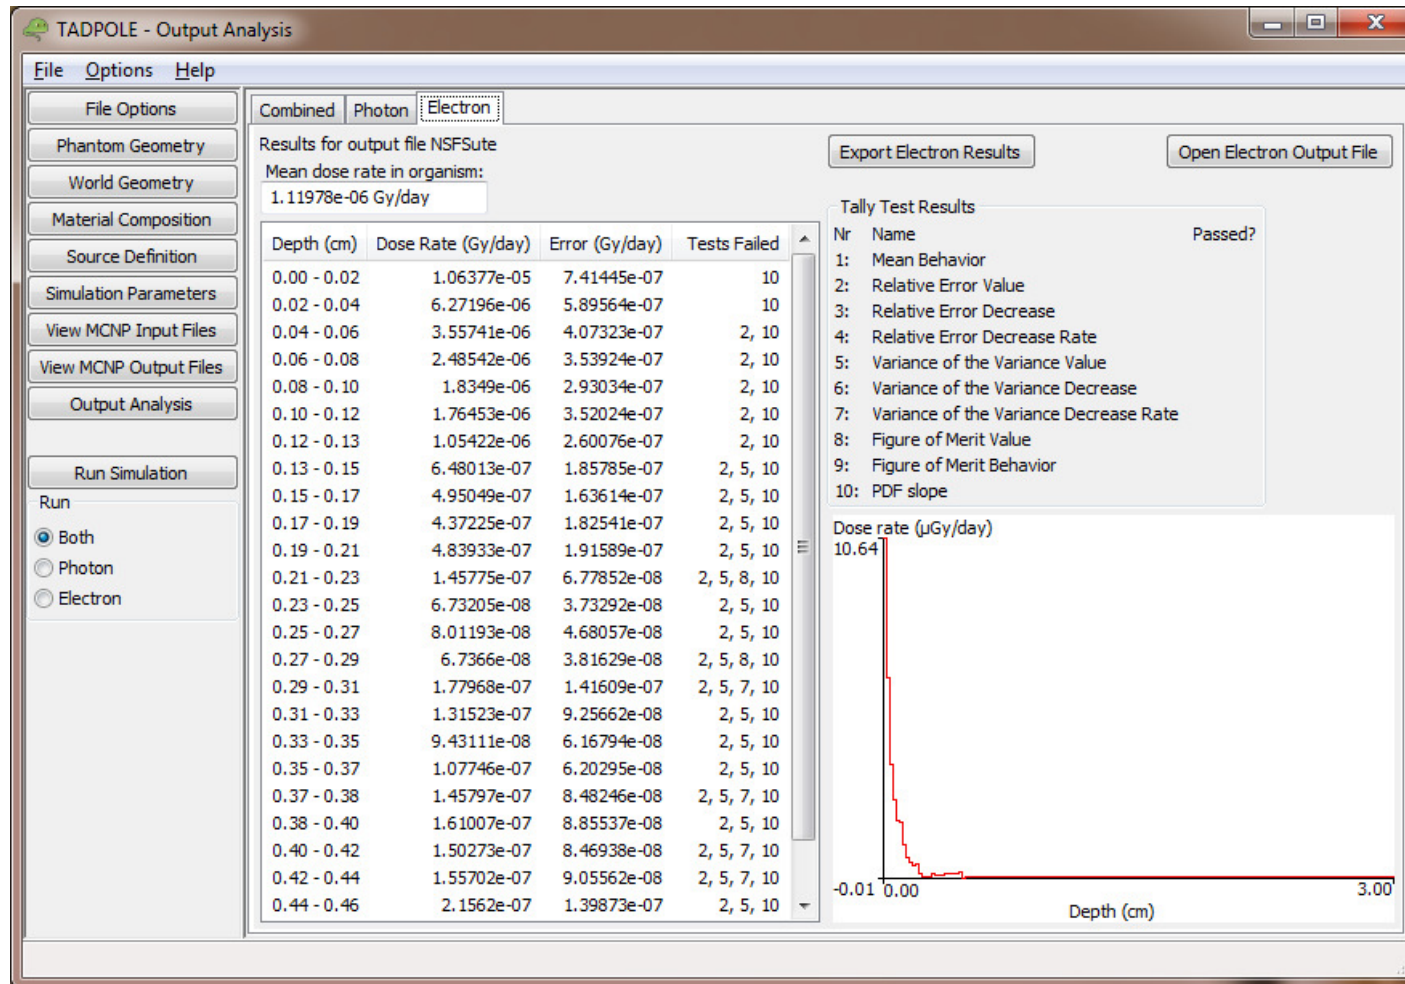 TADPOLE - Output Analysis
File Options Help
File Options
Phantom Geometry
World Geometry
Material Composition
Source Definition
Simulation Parameters
View MCNP Input Files
View MCNP Output Files
Output Analysis
Run Simulation
Run
Both
Photon
Electron
Combined Photon Electron
Results for output file NSFSute
Mean dose rate in organism:
1.11978e-06 Gy/day
Export Electron Results
Open Electron Output File
Depth (cm) Dose Rate (Gy/day) Error (Gy/day) Tests Failed
0.00 - 0.02 1.06377e-05 7.41445e-07 10
0.02 - 0.04 6.27196e-06 5.89564e-07 10
0.04 - 0.06 3.55741e-06 4.07323e-07 2, 10
0.06 - 0.08 2.48542e-06 3.53924e-07 2, 10
0.08 - 0.10 1.8349e-06 2.93034e-07 2, 10
0.10 - 0.12 1.76453e-06 3.52024e-07 2, 10
0.12 - 0.13 1.05422e-06 2.60076e-07 2, 10
0.13 - 0.15 6.48013e-07 1.85785e-07 2, 5, 10
0.15 - 0.17 4.95049e-07 1.63614e-07 2, 5, 10
0.17 - 0.19 4.37225e-07 1.82541e-07 2, 5, 10
0.19 - 0.21 4.83933e-07 1.91589e-07 2, 5, 10
0.21 - 0.23 1.45775e-07 6.77852e-08 2, 5, 8, 10
0.23 - 0.25 6.73205e-08 3.73292e-08 2, 5, 10
0.25 - 0.27 8.01193e-08 4.68057e-08 2, 5, 10
0.27 - 0.29 6.7366e-08 3.81629e-08 2, 5, 8, 10
0.29 - 0.31 1.77968e-07 1.41609e-07 2, 5, 7, 10
0.31 - 0.33 1.31523e-07 9.25662e-08 2, 5, 10
0.33 - 0.35 9.43111e-08 6.16794e-08 2, 5, 10
0.35 - 0.37 1.07746e-07 6.20295e-08 2, 5, 10
0.37 - 0.38 1.45797e-07 8.48246e-08 2, 5, 7, 10
0.38 - 0.40 1.61007e-07 8.85537e-08 2, 5, 10
0.40 - 0.42 1.50273e-07 8.46938e-08 2, 5, 7, 10
0.42 - 0.44 1.55702e-07 9.05562e-08 2, 5, 7, 10
0.44 - 0.46 2.1562e-07 1.39873e-07 2, 5, 10
Tally Test Results
Nr Name Passed?
1: Mean Behavior
2: Relative Error Value
3: Relative Error Decrease
4: Relative Error Decrease Rate
5: Variance of the Variance Value
6: Variance of the Variance Decrease
7: Variance of the Variance Decrease Rate
8: Figure of Merit Value
9: Figure of Merit Behavior
10: PDF slope
Dose rate (µGy/day)
10.64
-0.01 0.00 3.00
Depth (cm)